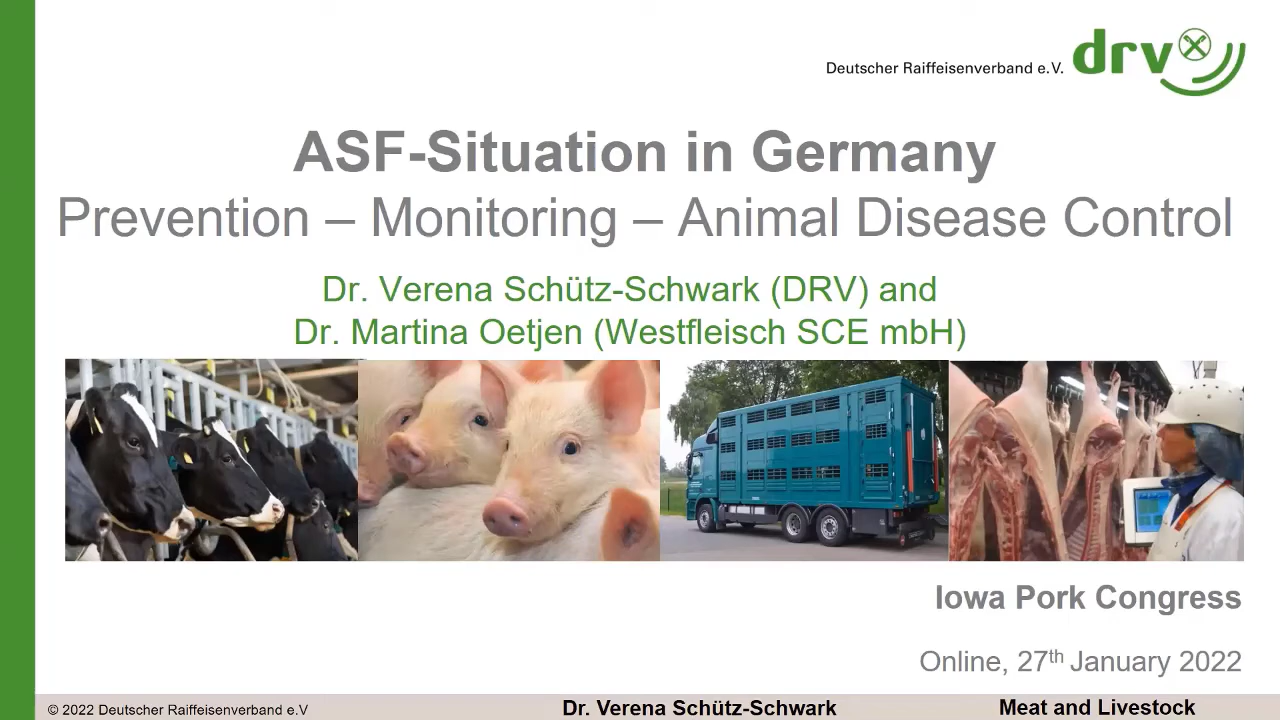 Deutscher Raiffeisenverband e.V. drv
ASF-Situation in Germany
Prevention – Monitoring – Animal Disease Control
Dr. Verena Schütz-Schwark (DRV) and
Dr. Martina Oetjen (Westfleisch SCE mbH)
Iowa Pork Congress
Online, 27th January 2022
© 2022 Deutscher Raiffeisenverband e.V Dr. Verena Schütz-Schwark Meat and Livestock